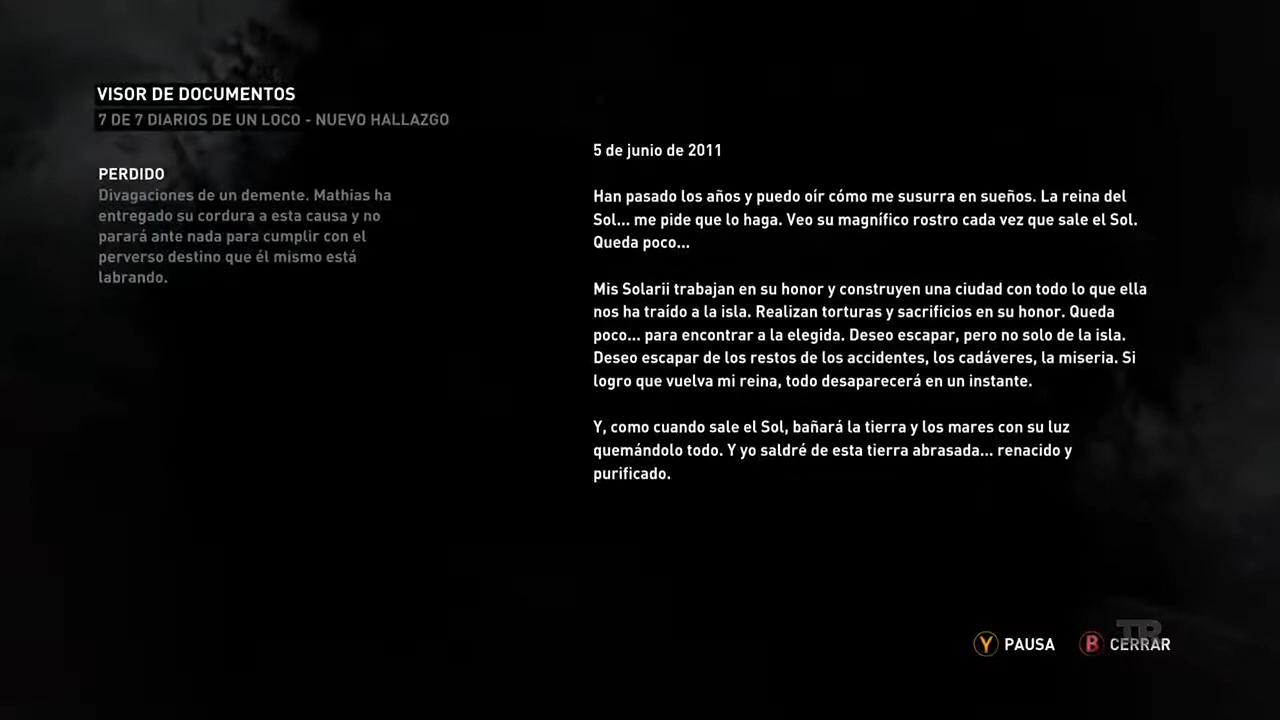 VISOR DE DOCUMENTOS
7 DE 7 DIARIOS DE UN LOCO - NUEVO HALLAZGO
PERDIDO
Divagaciones de un demente. Mathias ha
entregado su cordura a esta causa y no
parará ante nada para cumplir con el
perverso destino que él mismo está
labrando.
5 de junio de 2011
Han pasado los años y puedo oír cómo me susurra en sueños. La reina del
Sol... me pide que lo haga. Veo su magnífico rostro cada vez que sale el Sol.
Queda poco...
Mis Solarii trabajan en su honor y construyen una ciudad con todo lo que ella
nos ha traído a la isla. Realizan torturas y sacrificios en su honor. Queda
poco... para encontrar a la elegida. Deseo escapar, pero no solo de la isla.
Deseo escapar de los restos de los accidentes, los cadáveres, la miseria. Si
logro que vuelva mi reina, todo desaparecerá en un instante.
Y, como cuando sale el Sol, bañará la tierra y los mares con su luz
quemándolo todo. Y yo saldré de esta tierra abrasada... renacido y
purificado.
TR
Y PAUSA B CERRAR